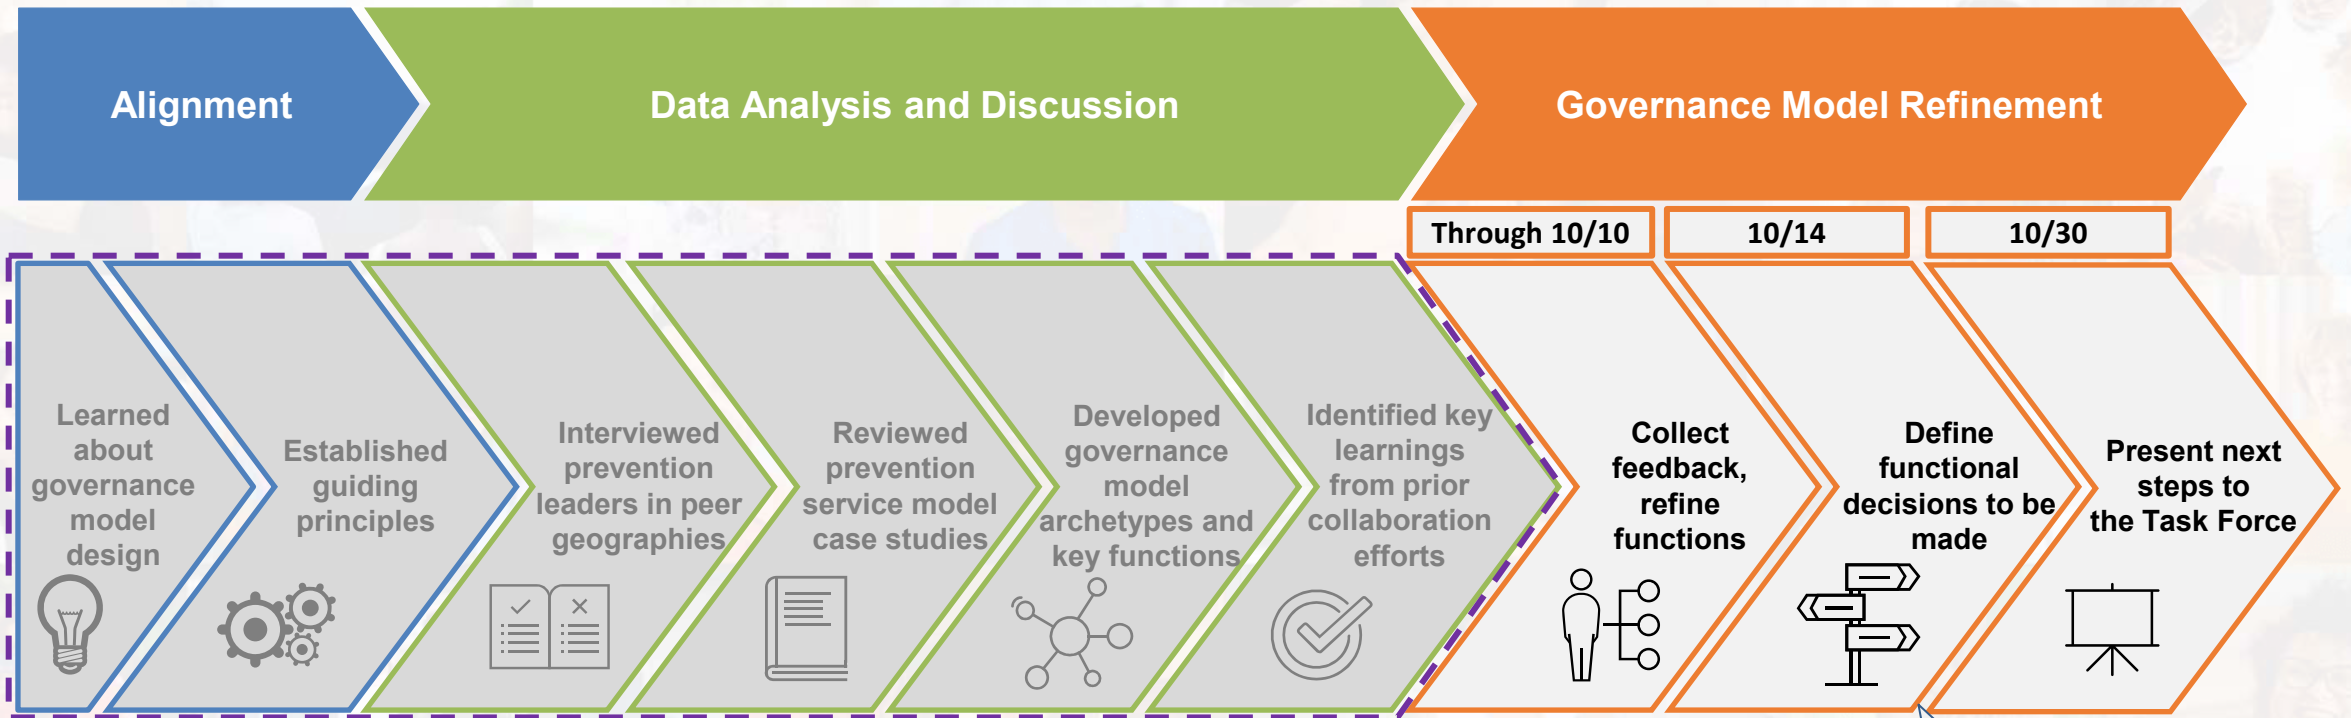 Alignment
Data Analysis and Discussion
Governance Model Refinement
Through 10/10
10/14
10/30
Learned
about
governance
model
design
Established
guiding
principles
Interviewed
prevention
leaders in peer
geographies
Reviewed
prevention
service model
case studies
Developed
governance
model
archetypes and
key functions
Identified key
learnings
from prior
collaboration
efforts
Collect
feedback,
refine
functions
Define
functional
decisions to be
made
Present next
steps to
the Task Force